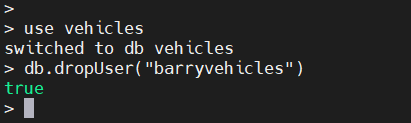 >
> use vehicles
switched to db vehicles
> db.dropUser("barryvehicles")
true
>